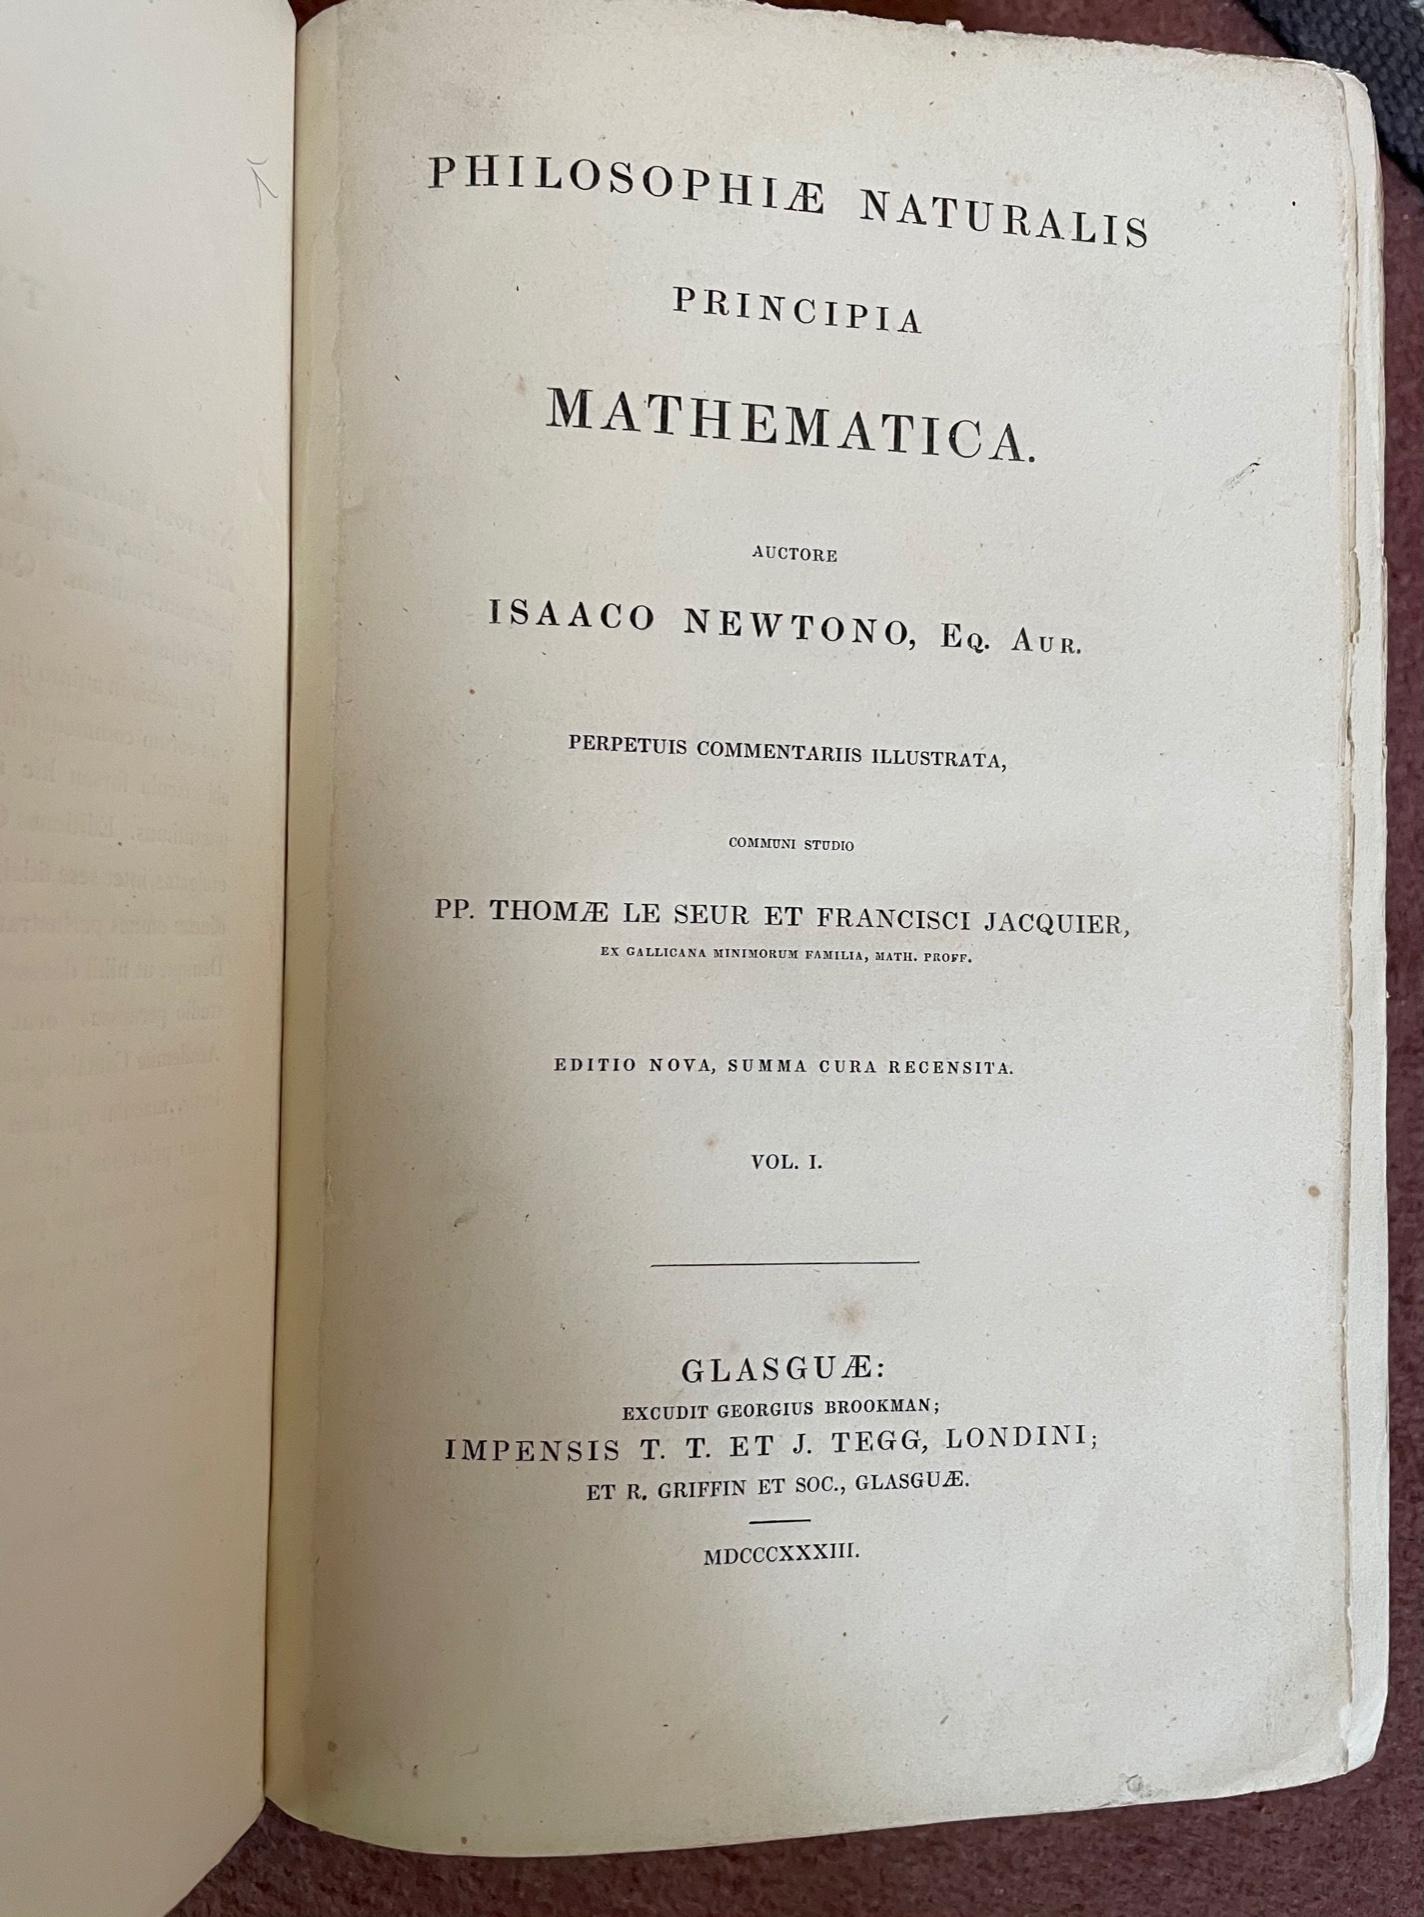 PHILOSOPHIÆ NATURALIS
PRINCIPIA
MATHEMATICA.
AUCTORE
ISAACO NEWTONO, Eq. Aur.
PERPETUIS COMMENTARIIS ILLUSTRATA,
COMMUNI STUDIO
PP. THOMÆ LE SEUR ET FRANCISCI JACQUIER,
EX GALLICANA MINIMORUM FAMILIA, MATH. PROFF.
EDITIO NOVA, SUMMA CURA RECENSITA.
VOL. I.
GLASGUÆ:
EXCUDIT GEORGIUS BROOKMAN;
IMPENSIS T. T. ET J. TEGG, LONDINI;
ET R. GRIFFIN ET SOC., GLASGUÆ.
MDCCCXXXIII.